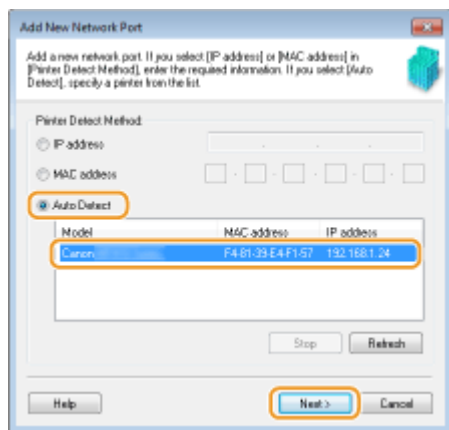 Add New Network Port
Add a new network port. If you select [IP address] or [MAC address] in
[Printer Detect Method], enter the required information. If you select [Auto
Detect], specify a printer from the list.
Printer Detect Method
IP address
MAC address
Auto Detect
Model MAC address IP address
Canon F4-81-39-E4-F1-57 192.168.1.24
Stop Refresh
Help Next > Cancel